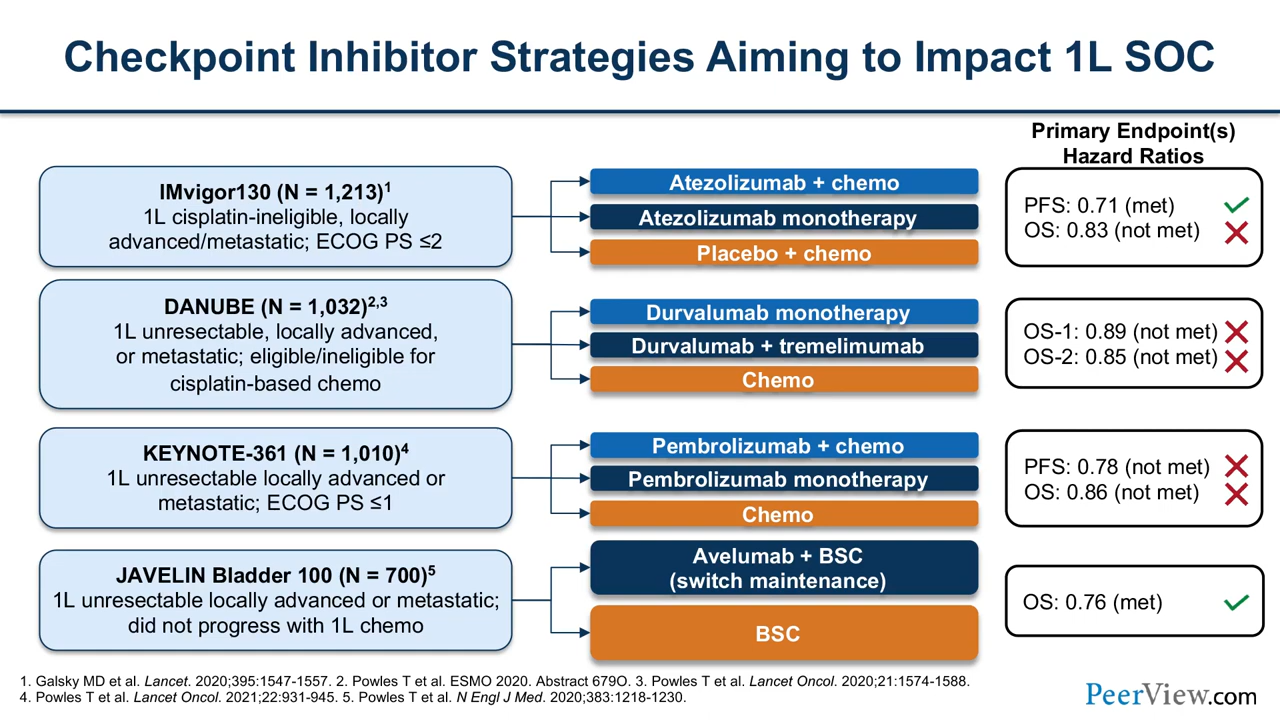 Checkpoint Inhibitor Strategies Aiming to Impact 1L SOC
Primary Endpoint(s)
Hazard Ratios
IMvigor130 (N = 1,213)¹
1L cisplatin-ineligible, locally
advanced/metastatic; ECOG PS ≤2
Atezolizumab + chemo
Atezolizumab monotherapy
Placebo + chemo
PFS: 0.71 (met)
OS: 0.83 (not met)
DANUBE (N = 1,032)²,³
1L unresectable, locally advanced,
or metastatic; eligible/ineligible for
cisplatin-based chemo
Durvalumab monotherapy
Durvalumab + tremelimumab
Chemo
OS-1: 0.89 (not met)
OS-2: 0.85 (not met)
KEYNOTE-361 (N = 1,010)⁴
1L unresectable locally advanced or
metastatic; ECOG PS ≤1
Pembrolizumab + chemo
Pembrolizumab monotherapy
Chemo
PFS: 0.78 (not met)
OS: 0.86 (not met)
JAVELIN Bladder 100 (N = 700)⁵
1L unresectable locally advanced or metastatic;
did not progress with 1L chemo
Avelumab + BSC
(switch maintenance)
BSC
OS: 0.76 (met)
1. Galsky MD et al. Lancet. 2020;395:1547-1557. 2. Powles T et al. ESMO 2020. Abstract 679O. 3. Powles T et al. Lancet Oncol. 2020;21:1574-1588.
4. Powles T et al. Lancet Oncol. 2021;22:931-945. 5. Powles T et al. N Engl J Med. 2020;383:1218-1230.
PeerView.com